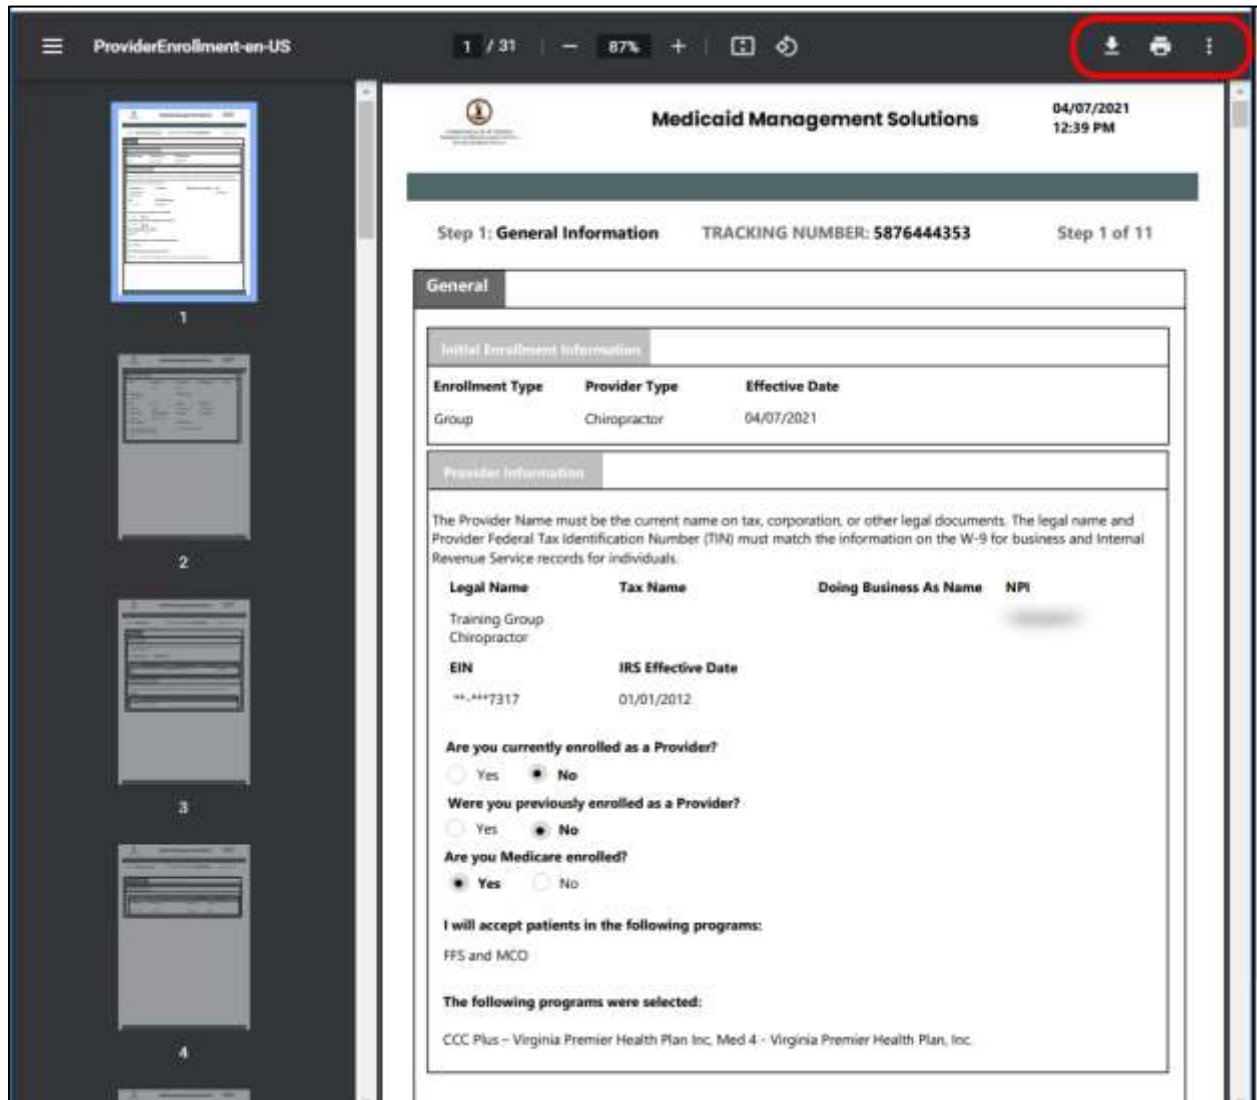 ProviderEnrollment-en-US
1 / 31
87%
Medicaid Management Solutions
04/07/2021
12:39 PM
Step 1: General Information TRACKING NUMBER: 5876444353 Step 1 of 11
General
Initial Enrollment Information
Enrollment Type Provider Type Effective Date
Group Chiropractor 04/07/2021
Provider Information
The Provider Name must be the current name on tax, corporation, or other legal documents. The legal name and
Provider Federal Tax Identification Number (TIN) must match the information on the W-9 for business and Internal
Revenue Service records for individuals.
Legal Name Tax Name Doing Business As Name NPI
Training Group
Chiropractor
EIN IRS Effective Date
**-***7317 01/01/2012
Are you currently enrolled as a Provider?
Yes No
Were you previously enrolled as a Provider?
Yes No
Are you Medicare enrolled?
Yes No
I will accept patients in the following programs:
FFS and MCO
The following programs were selected:
CCC Plus – Virginia Premier Health Plan Inc, Med 4 - Virginia Premier Health Plan, Inc.
1
2
3
4